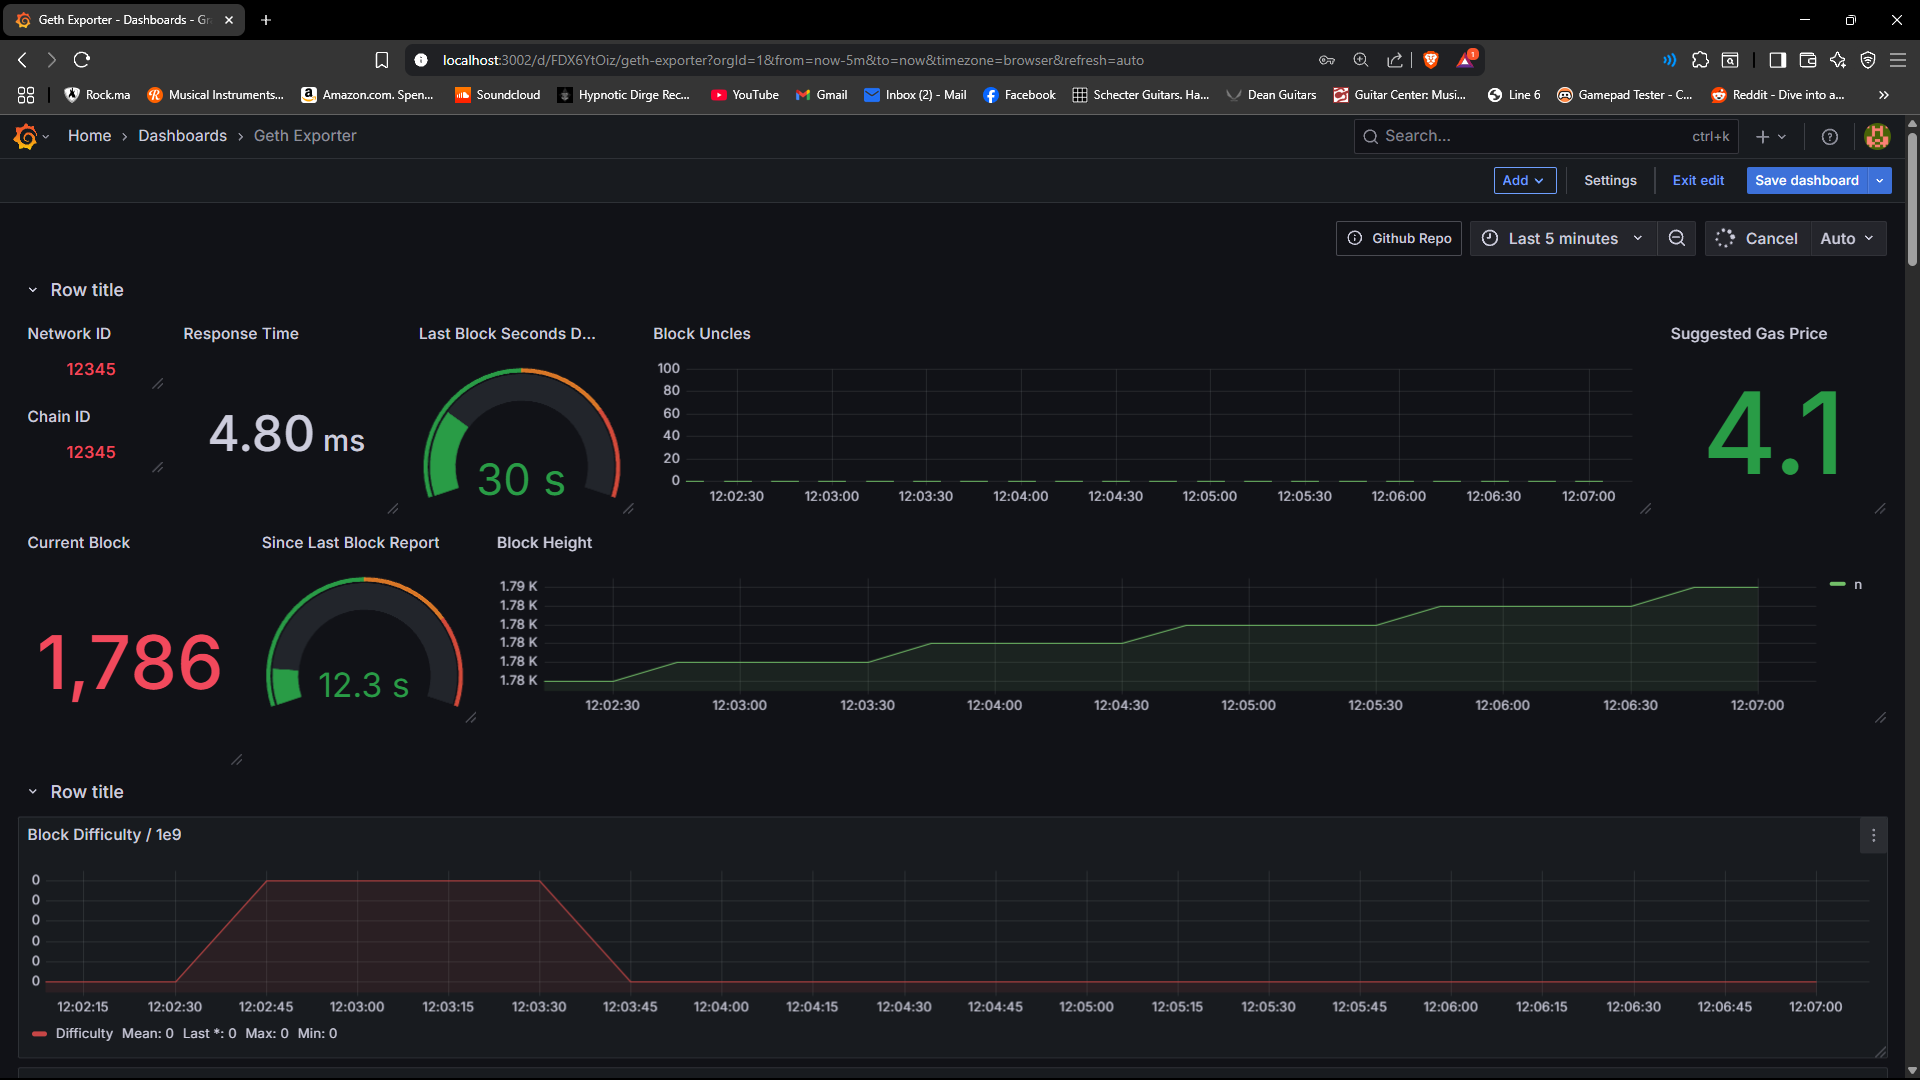 Geth Exporter - Dashboards - Gr
localhost:3002/d/FDX6YtOiz/geth-exporter?orgId=1&from=now-5m&to=now&timezone=browser&refresh=auto
1
Rock.ma Musical Instruments... Amazon.com. Spen... Soundcloud Hypnotic Dirge Rec... YouTube Gmail Inbox (2) - Mail Facebook Schecter Guitars. Ha... Dean Guitars Guitar Center: Musi... Line 6 Gamepad Tester - C... Reddit - Dive into a... »
Home › Dashboards › Geth Exporter Search... ctrl+k
Add Settings Exit edit Save dashboard
Github Repo Last 5 minutes Cancel Auto
Row title
Network ID
12345
Chain ID
12345
Response Time
4.80 ms
Last Block Seconds D...
30 s
Block Uncles
100
80
60
40
20
0
12:02:30 12:03:00 12:03:30 12:04:00 12:04:30 12:05:00 12:05:30 12:06:00 12:06:30 12:07:00
Suggested Gas Price
4.1
Current Block
1,786
Since Last Block Report
12.3 s
Block Height
1.79 K
1.78 K
1.78 K
1.78 K
1.78 K
1.78 K
12:02:30 12:03:00 12:03:30 12:04:00 12:04:30 12:05:00 12:05:30 12:06:00 12:06:30 12:07:00
n
Row title
Block Difficulty / 1e9
0
0
0
0
0
0
12:02:15 12:02:30 12:02:45 12:03:00 12:03:15 12:03:30 12:03:45 12:04:00 12:04:15 12:04:30 12:04:45 12:05:00 12:05:15 12:05:30 12:05:45 12:06:00 12:06:15 12:06:30 12:06:45 12:07:00
Difficulty Mean: 0 Last *: 0 Max: 0 Min: 0